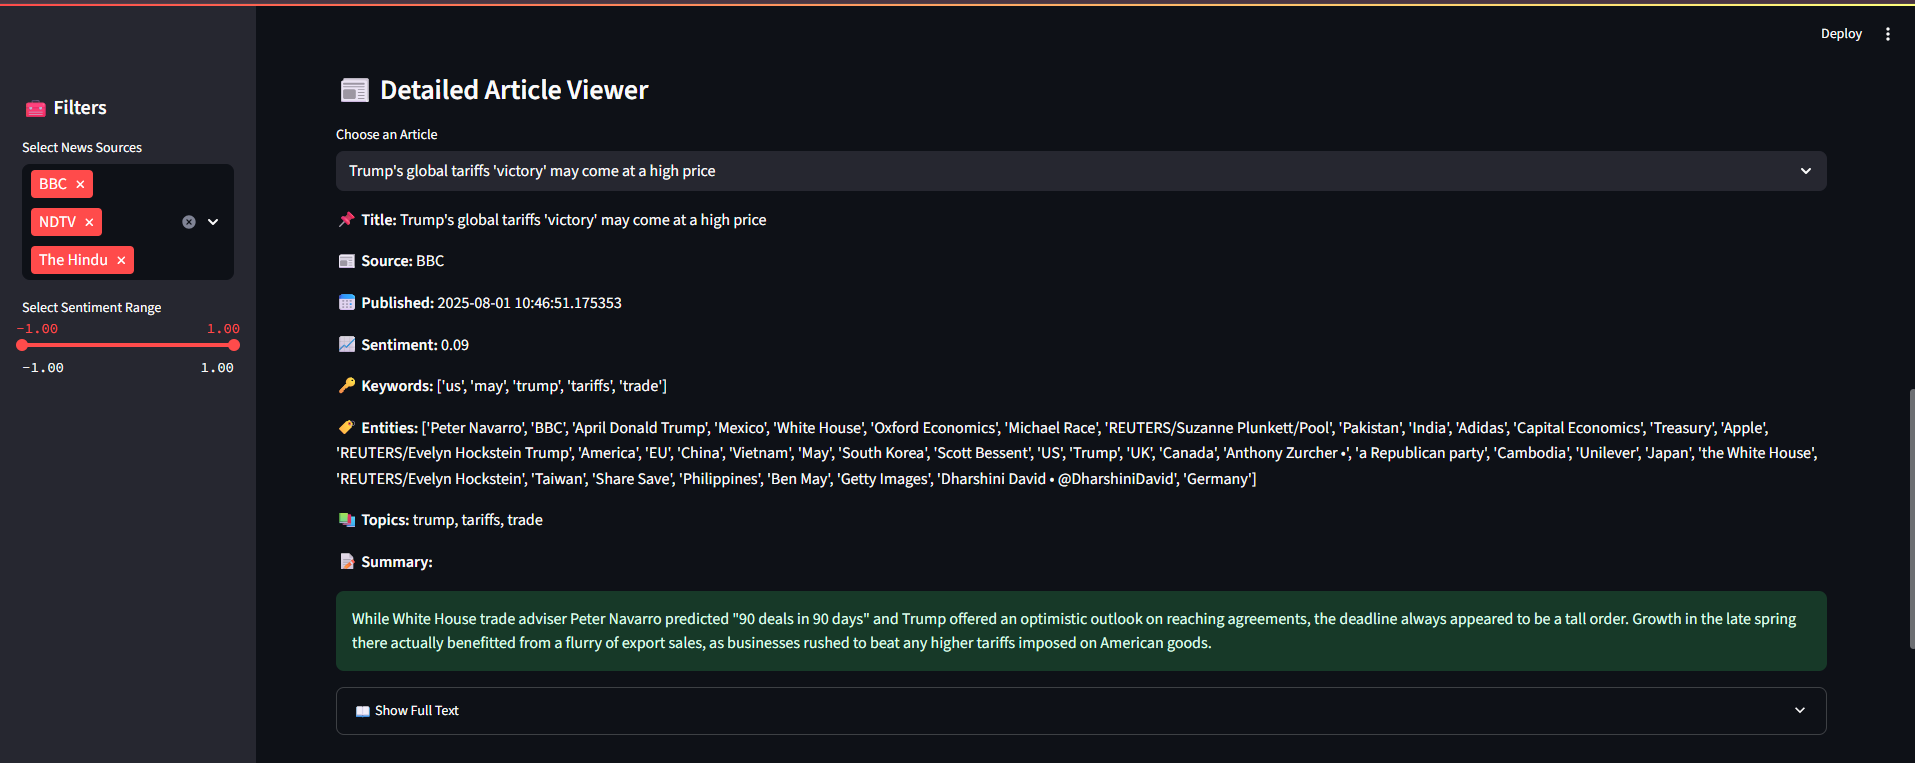 Deploy
Filters
Select News Sources
BBC ×
NDTV ×
The Hindu ×
Select Sentiment Range
-1.00 1.00
-1.00 1.00
Detailed Article Viewer
Choose an Article
Trump's global tariffs 'victory' may come at a high price
Title: Trump's global tariffs 'victory' may come at a high price
Source: BBC
Published: 2025-08-01 10:46:51.175353
Sentiment: 0.09
Keywords: ['us', 'may', 'trump', 'tariffs', 'trade']
Entities: ['Peter Navarro', 'BBC', 'April Donald Trump', 'Mexico', 'White House', 'Oxford Economics', 'Michael Race', 'REUTERS/Suzanne Plunkett/Pool', 'Pakistan', 'India', 'Adidas', 'Capital Economics', 'Treasury', 'Apple',
'REUTERS/Evelyn Hockstein Trump', 'America', 'EU', 'China', 'Vietnam', 'May', 'South Korea', 'Scott Bessent', 'US', 'Trump', 'UK', 'Canada', 'Anthony Zurcher •', 'a Republican party', 'Cambodia', 'Unilever', 'Japan', 'the White House',
'REUTERS/Evelyn Hockstein', 'Taiwan', 'Share Save', 'Philippines', 'Ben May', 'Getty Images', 'Dharshini David • @DharshiniDavid', 'Germany']
Topics: trump, tariffs, trade
Summary:
While White House trade adviser Peter Navarro predicted "90 deals in 90 days" and Trump offered an optimistic outlook on reaching agreements, the deadline always appeared to be a tall order. Growth in the late spring
there actually benefitted from a flurry of export sales, as businesses rushed to beat any higher tariffs imposed on American goods.
Show Full Text